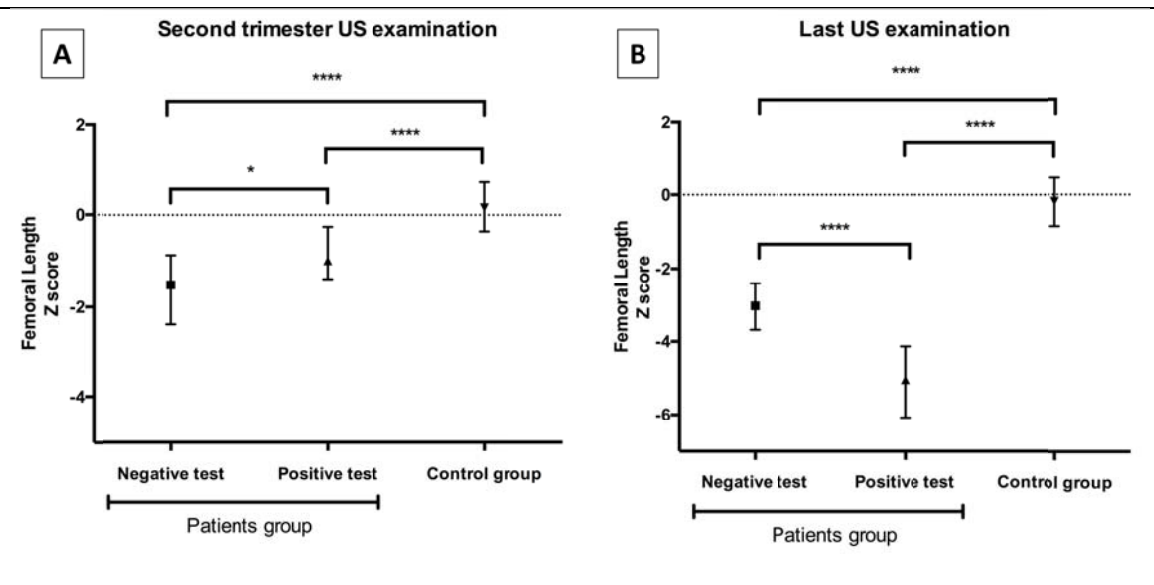 A
Second trimester US examination
****
****
*
2
0
-2
-4
Femoral Length
Z score
Negative test
Positive test
Control group
Patients group
B
Last US examination
****
****
****
2
0
-2
-4
-6
Femoral Length
Z score
Negative test
Positive test
Control group
Patients group